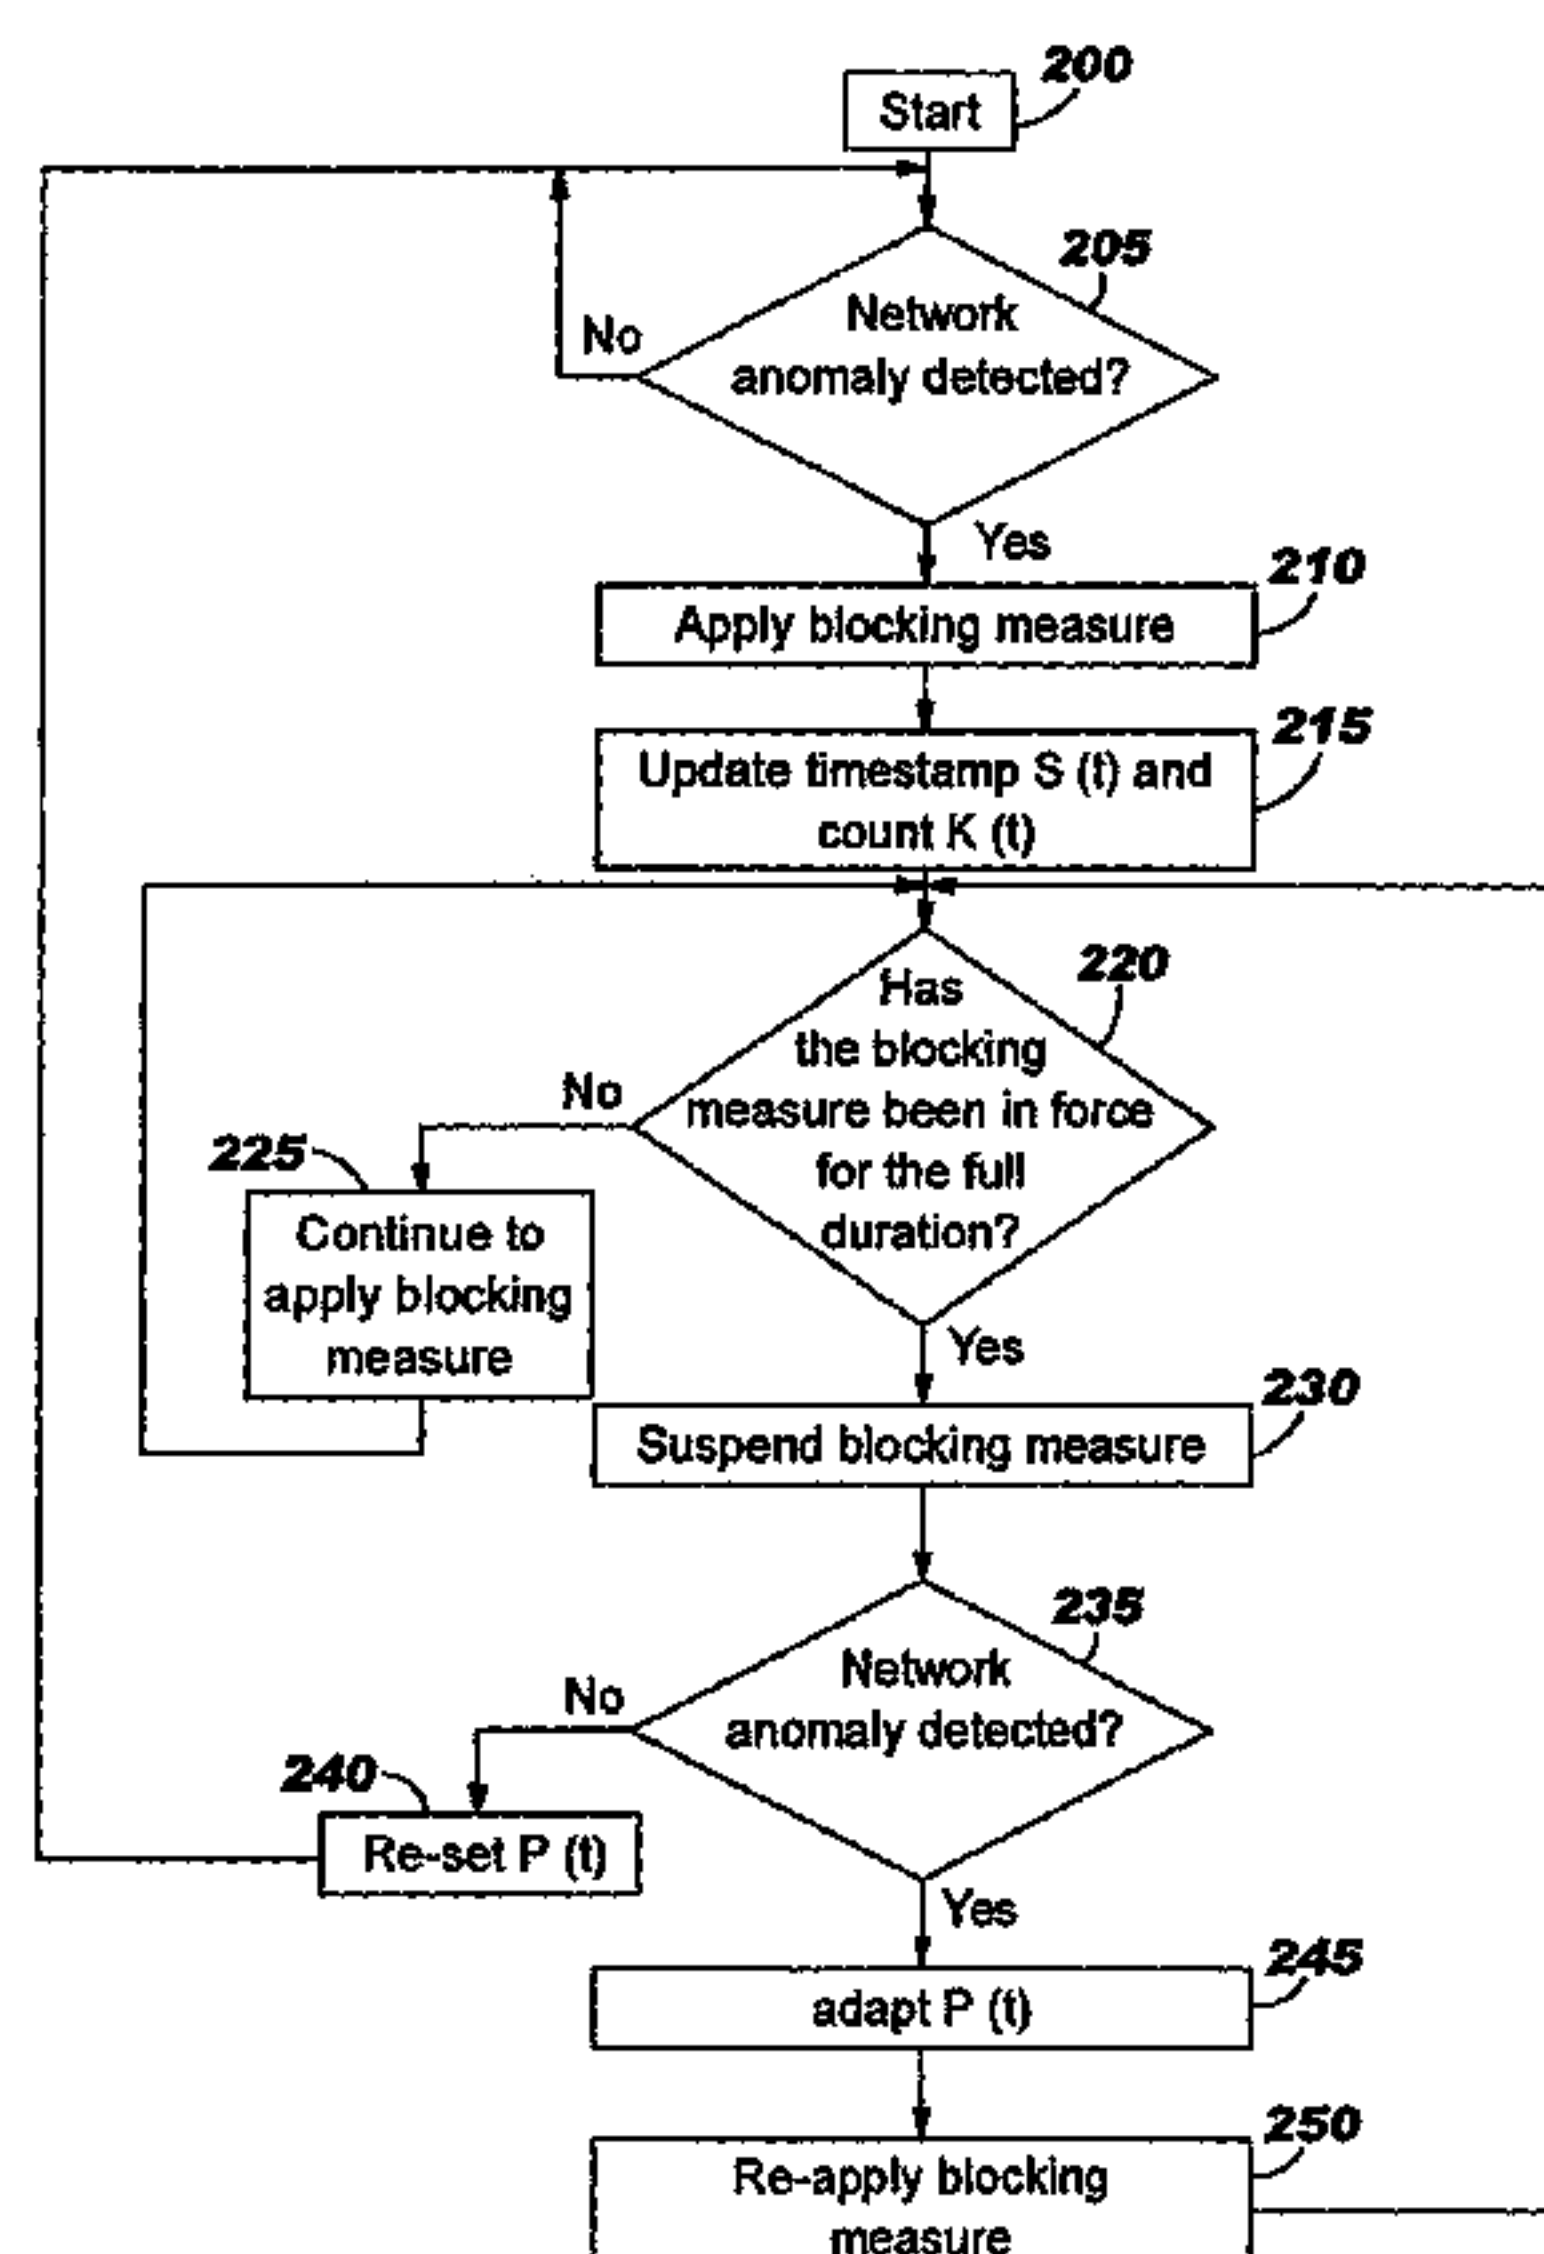 200
Start
205
Network
anomaly detected?
No
Yes
210
Apply blocking measure
215
Update timestamp S (t) and
count K (t)
220
Has
the blocking
measure been in force
for the full
duration?
No
225
Continue to
apply blocking
measure
Yes
230
Suspend blocking measure
235
Network
anomaly detected?
No
240
Re-set P (t)
Yes
245
adapt P (t)
250
Re-apply blocking
measure